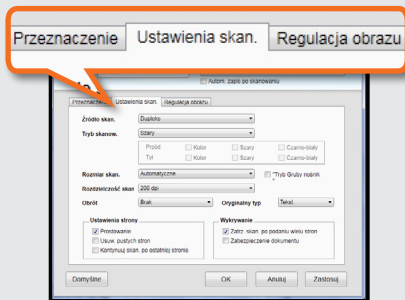 Przeznaczenie Ustawienia skan. Regulacja obrazu
Autom. zapis po skanowaniu
Przeznaczenie Ustawienia skan. Regulacja obrazu
Źródło skan. Dupleks
Tryb skanow. Szary
Przód Kolor Szary Czarno-biały
Tył Kolor Szary Czarno-biały
Rozmiar skan. Automatyczne "Tryb Gruby nośnik"
Rozdzielczość skan 200 dpi
Obrót Brak Oryginalny typ Tekst
Ustawienia strony Wykrywanie
Prostowanie Zatrz. skan. po podaniu wielu stron
Usuw. pustych stron Zabezpieczenie dokumentu
Kontynuuj skan. po ostatniej stronie
Domyślne OK Anuluj Zastosuj